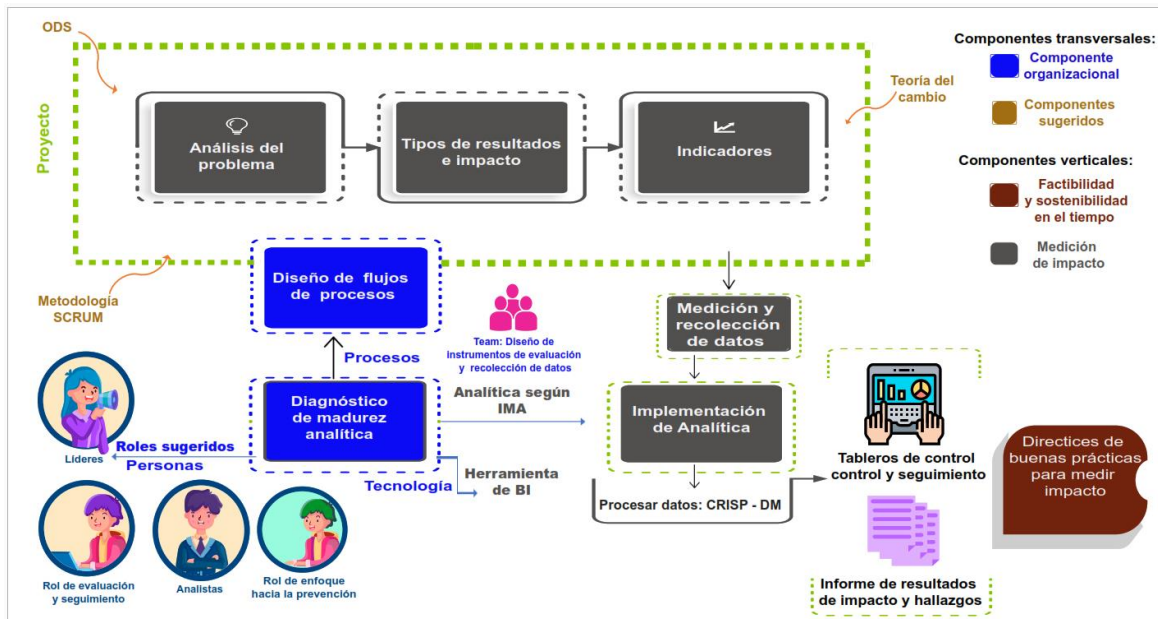 ODS
Proyecto
Análisis del
problema
Tipos de resultados
e impacto
Indicadores
Teoría del
cambio
Componentes transversales:
Componente
organizacional
Componentes
sugeridos
Componentes verticales:
Factibilidad
y sostenibilidad
en el tiempo
Medición
de impacto
Metodología
SCRUM
Diseño de flujos
de procesos
Procesos
Team: Diseño de
instrumentos de evaluación
y recolección de datos
Medición y
recolección
de datos
Diagnóstico
de madurez
analítica
Analítica según
IMA
Implementación
de Analítica
Líderes
Roles sugeridos
Personas
Tecnología
Herramienta
de BI
Procesar datos: CRISP - DM
Tableros de control
control y seguimiento
Directices de
buenas prácticas
para medir
impacto
Rol de evaluación
y seguimiento
Analistas
Rol de enfoque
hacia la prevención
Informe de resultados
de impacto y hallazgos